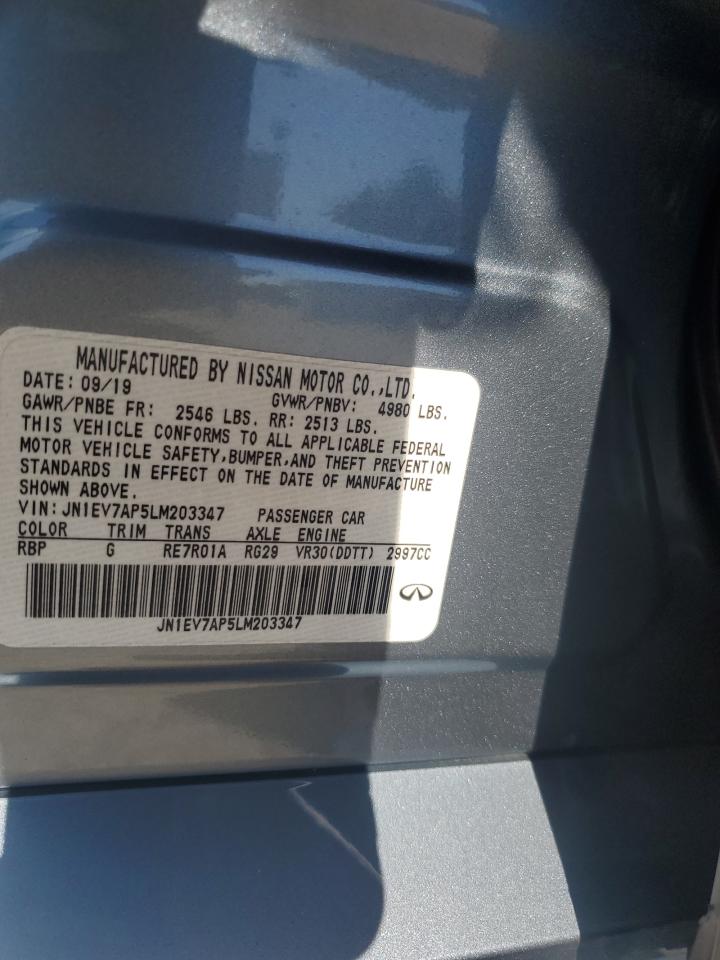 MANUFACTURED BY NISSAN MOTOR CO.,LTD.
DATE: 09/19 GVWR/PNBV: 4980 LBS.
GAWR/PNBE FR: 2546 LBS. RR: 2513 LBS.
THIS VEHICLE CONFORMS TO ALL APPLICABLE FEDERAL
MOTOR VEHICLE SAFETY,BUMPER,AND THEFT PREVENTION
STANDARDS IN EFFECT ON THE DATE OF MANUFACTURE
SHOWN ABOVE.
VIN:JN1EV7AP5LM203347 PASSENGER CAR
COLOR TRIM TRANS AXLE ENGINE
RBP G RE7R01A RG29 VR30(DDTT) 2997CC
JN1EV7AP5LM203347